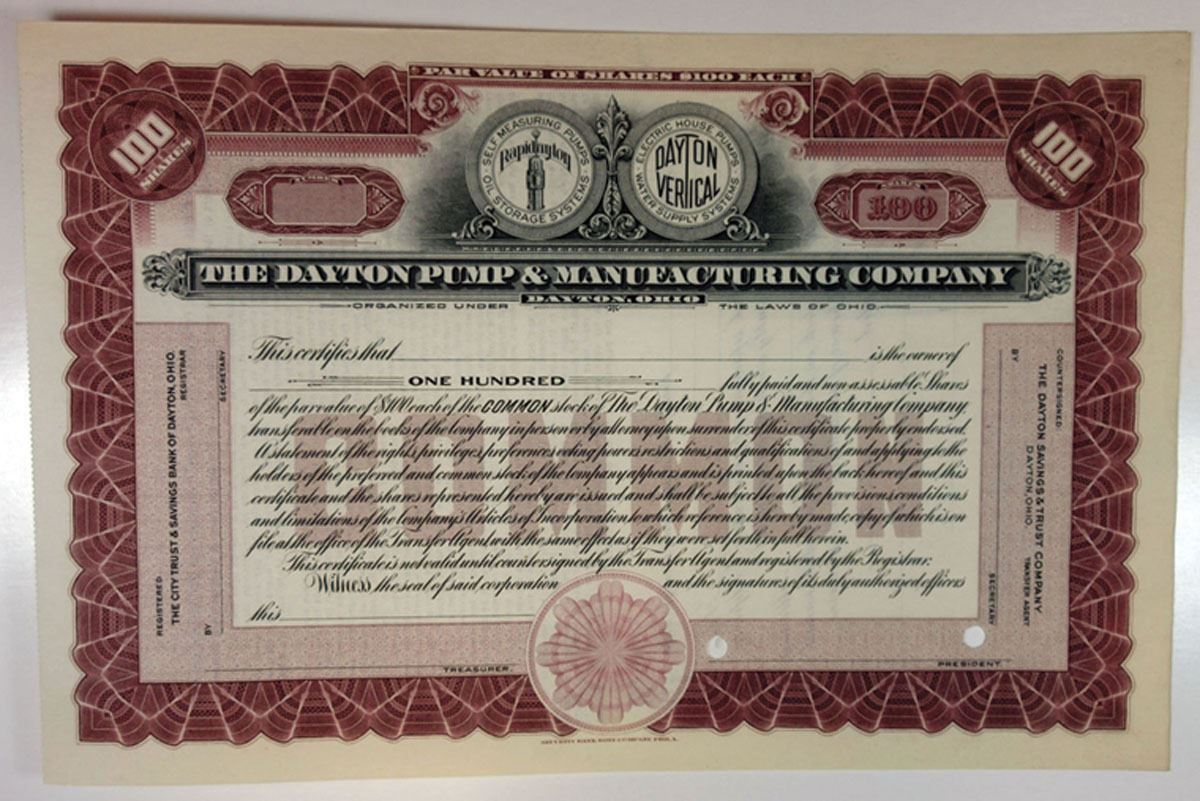 PAR VALUE OF SHARES $100 EACH
100 SHARES
100 SHARES
SELF MEASURING PUMPS
Rapidayton
OIL STORAGE SYSTEMS
ELECTRIC HOUSE PUMPS
DAYTON VERTICAL
WATER SUPPLY SYSTEMS
100
THE DAYTON PUMP & MANUFACTURING COMPANY
DAYTON, OHIO
ORGANIZED UNDER THE LAWS OF OHIO.
This certifies that is the owner of
ONE HUNDRED fully paid and non-assessable Shares
of the par value of $100 each of the COMMON stock of The Dayton Pump & Manufacturing Company,
transferable on the books of the Company in person or by attorney upon surrender of this certificate properly endorsed.
A statement of the rights, privileges, preferences, voting powers, restrictions and qualifications of and applying to the
holders of the preferred and common stock of the company appears and is printed upon the back hereof and this
certificate and the shares represented hereby are issued and shall be subject to all the provisions, conditions
and limitations of the company's Articles of Incorporation to which reference is hereby made, copy of which is on
file at the office of the Transfer Agent with the same effect as if they were set forth in full herein.
This certificate is not valid until countersigned by the Transfer Agent and registered by the Registrar.
Witness the seal of said corporation and the signatures of its duly authorized officers
this
COMMON
REGISTERED:
THE CITY TRUST & SAVINGS BANK OF DAYTON, OHIO.
REGISTRAR
BY
SECRETARY
COUNTERSIGNED:
THE DAYTON SAVINGS & TRUST COMPANY
DAYTON, OHIO. TRANSFER AGENT
BY
SECRETARY
TREASURER.
PRESIDENT.
SECURITY BANK NOTE COMPANY PHILA.